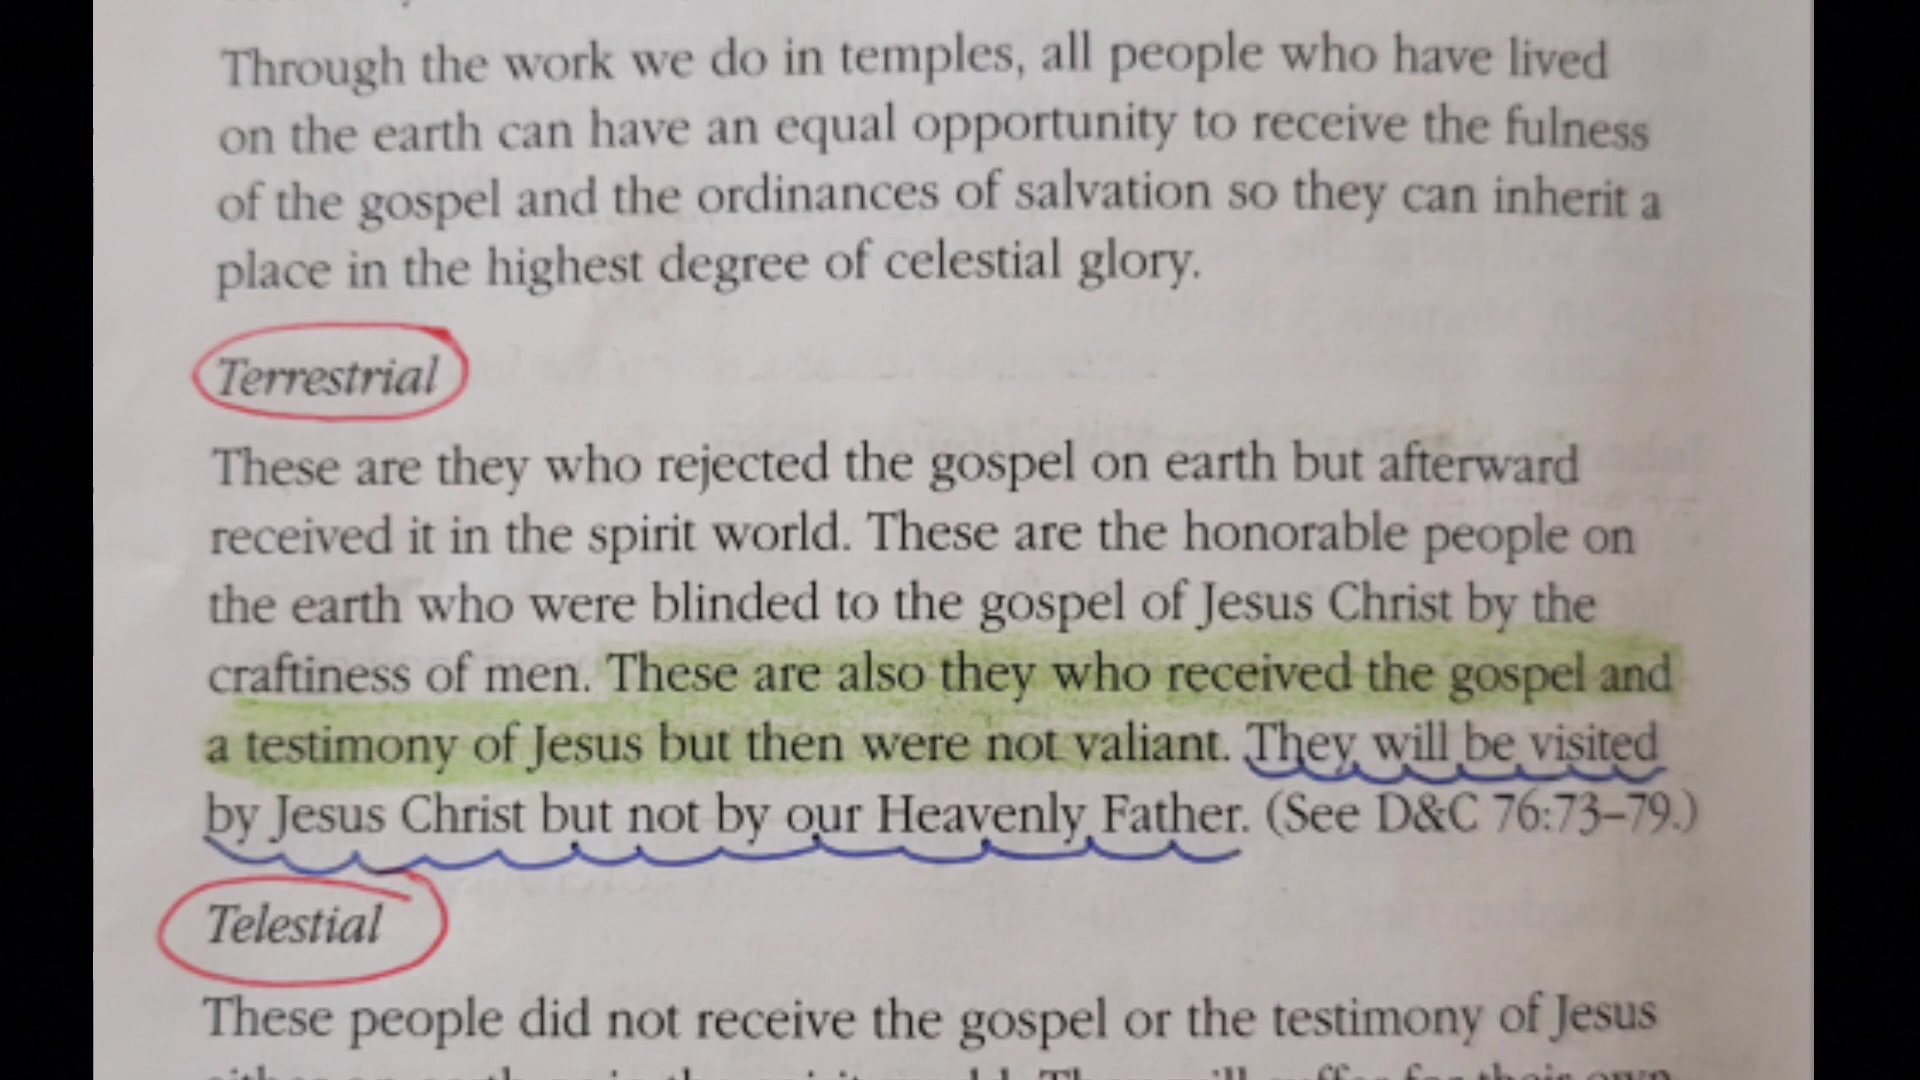 Through the work we do in temples, all people who have lived
on the earth can have an equal opportunity to receive the fulness
of the gospel and the ordinances of salvation so they can inherit a
place in the highest degree of celestial glory.
Terrestrial
These are they who rejected the gospel on earth but afterward
received it in the spirit world. These are the honorable people on
the earth who were blinded to the gospel of Jesus Christ by the
craftiness of men. These are also they who received the gospel and
a testimony of Jesus but then were not valiant. They will be visited
by Jesus Christ but not by our Heavenly Father. (See D&C 76:73–79.)
Telestial
These people did not receive the gospel or the testimony of Jesus